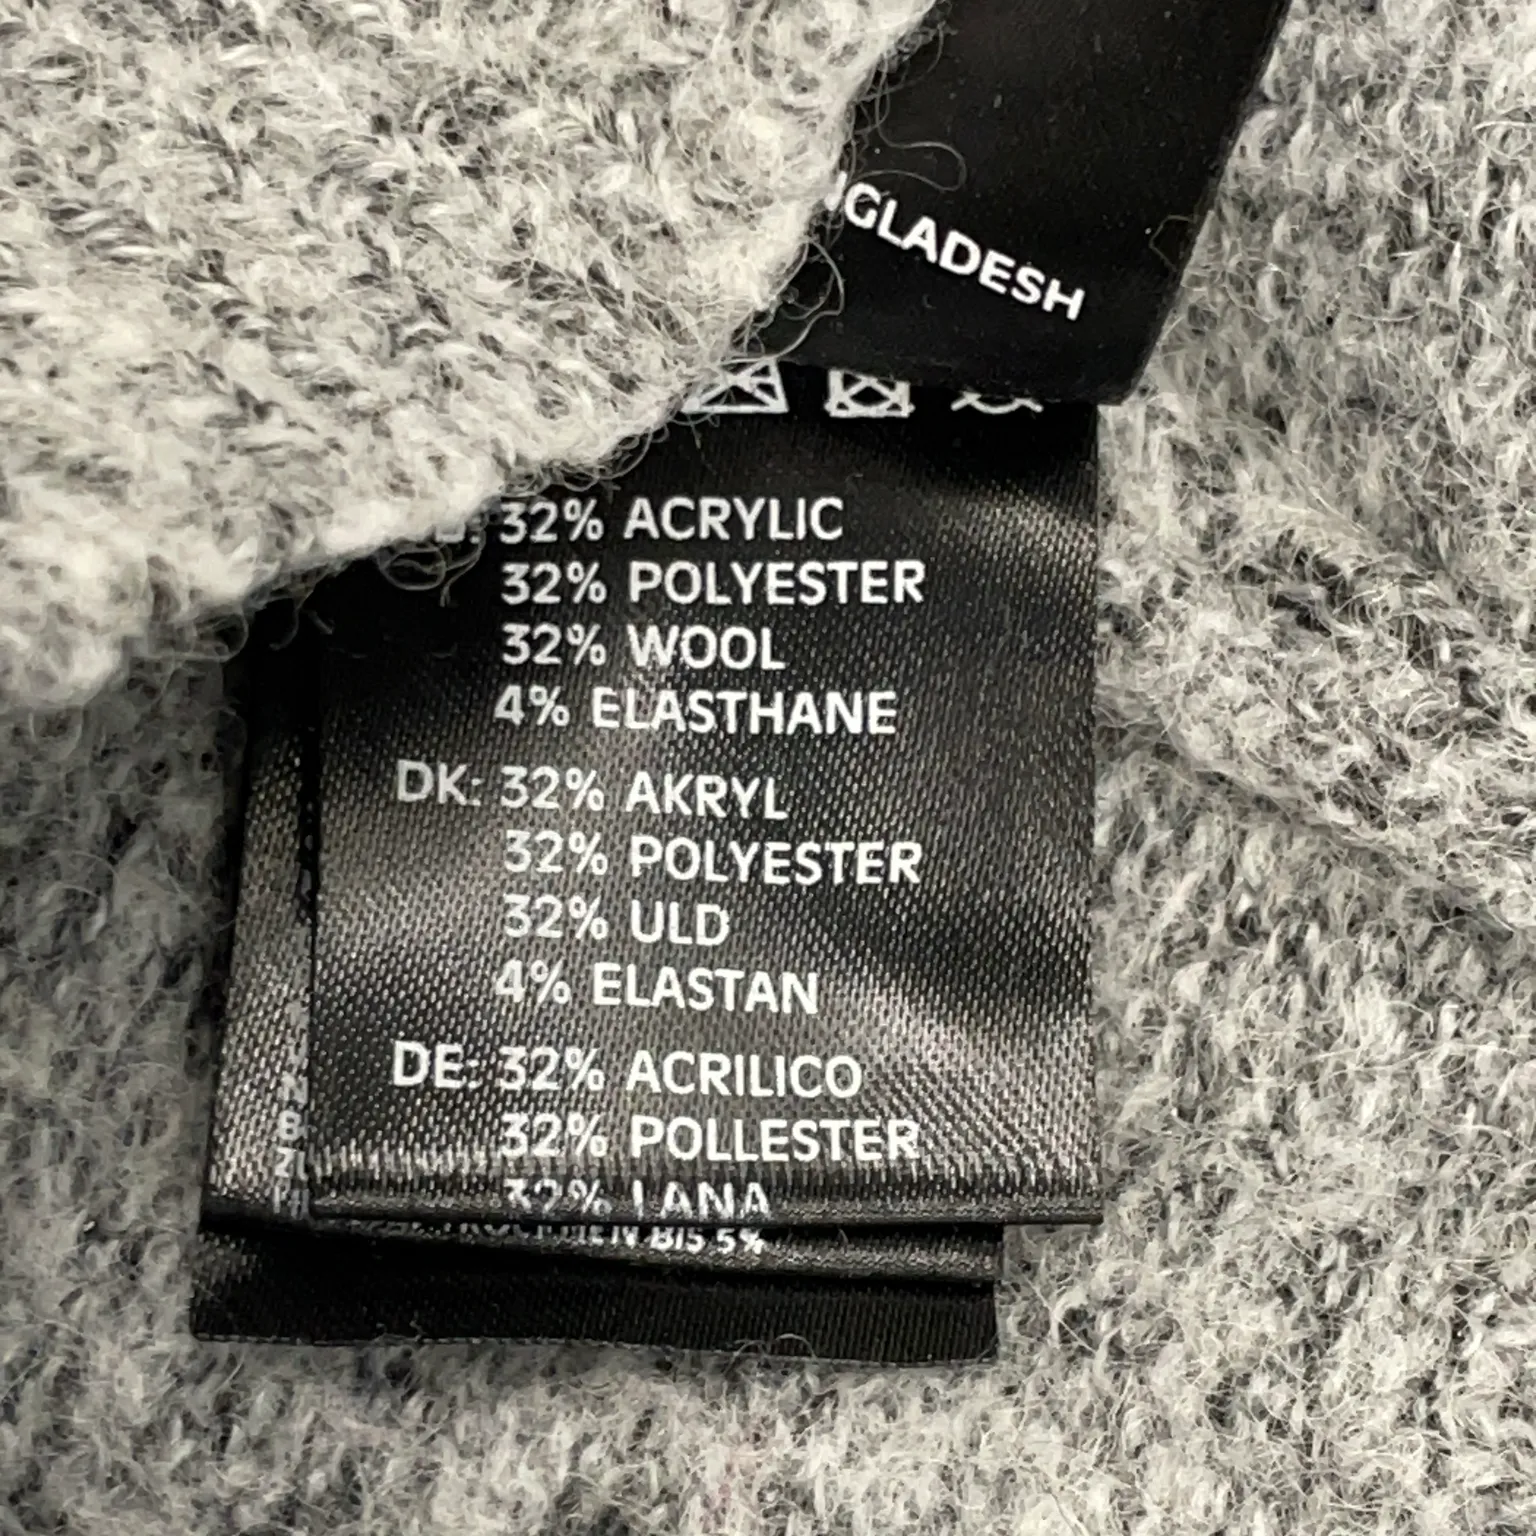 NGLADESH
32% ACRYLIC
32% POLYESTER
32% WOOL
4% ELASTHANE
DK: 32% AKRYL
32% POLYESTER
32% ULD
4% ELASTAN
DE: 32% ACRILICO
32% POLLESTER
32% LANA
BIS 5%